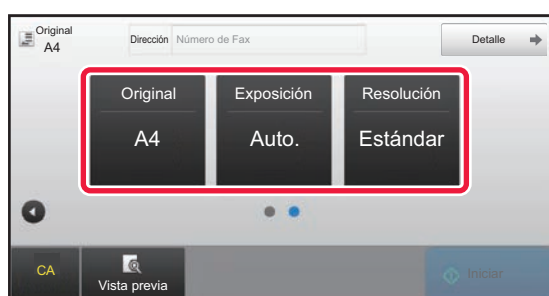 Original
A4
Dirección Número de Fax
Detalle
Original Exposición Resolución
A4 Auto. Estándar
CA
Vista previa
Iniciar